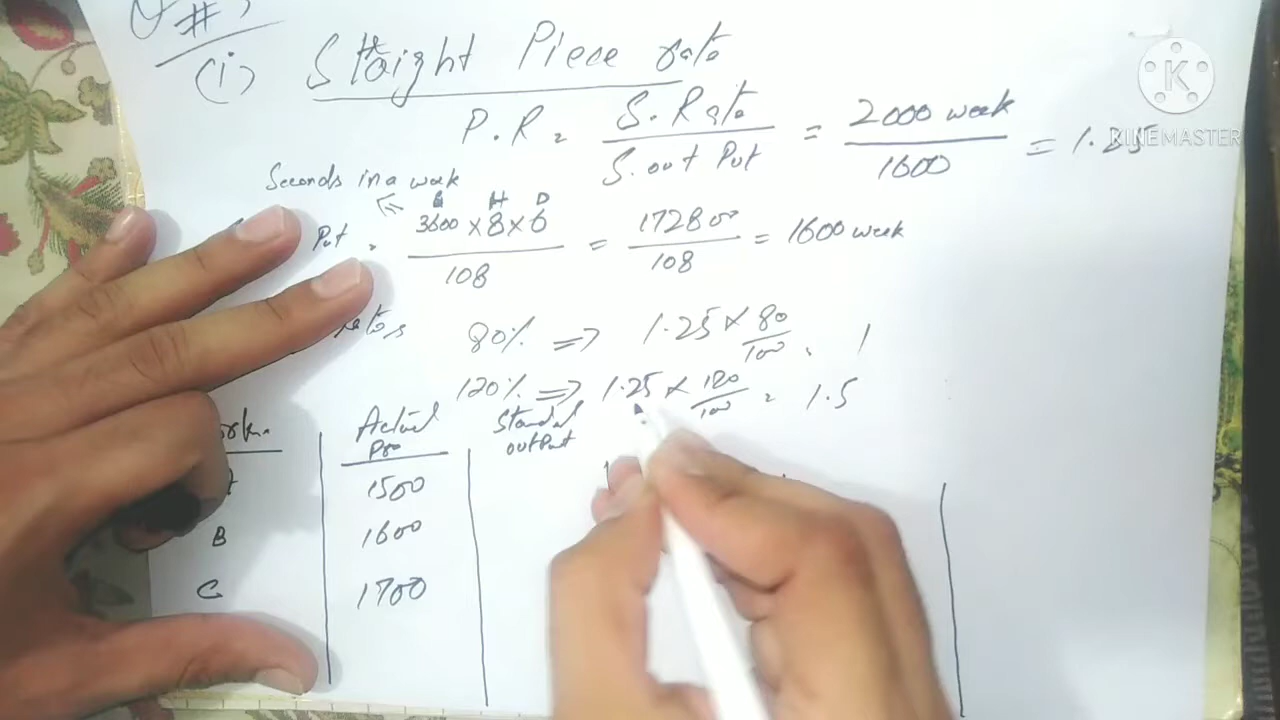 (i) Straight Piece rate
P.R = S.Rate / S.out Put = 2000 week / 1600 = 1.25
KINEMASTER
Seconds in a week
H D
Put = 3600 × 8 × 6 / 108 = 172800 / 108 = 1600 week
80% => 1.25 × 80/100 = 1
120% => 1.25 × 120/100 = 1.5
Actual Pro
Standard output
1500
B 1600
C 1700